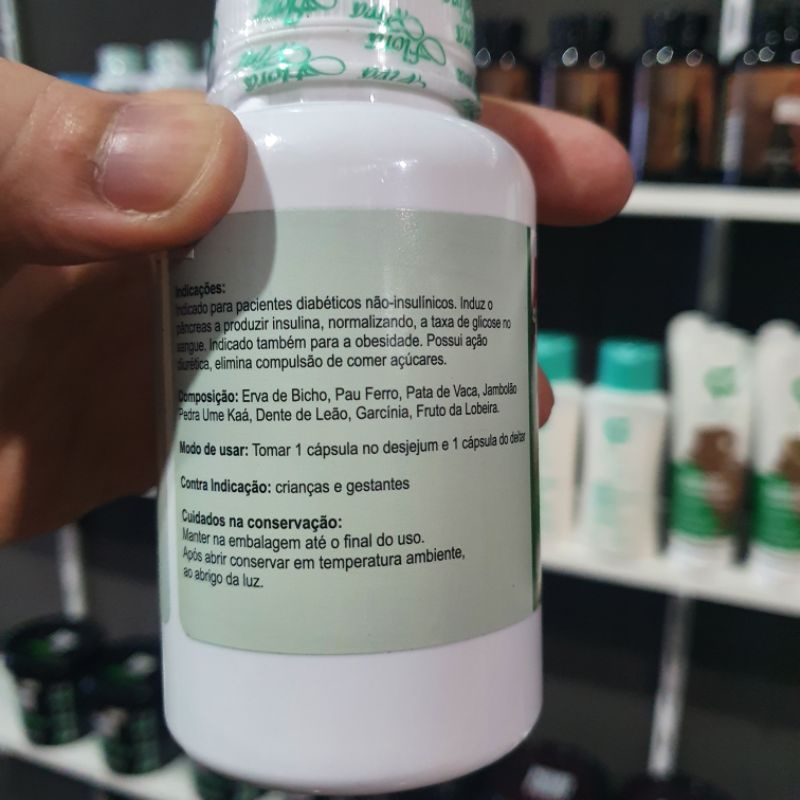 Flora
Pura
Indicações:
Indicado para pacientes diabéticos não-insulínicos. Induz o
pâncreas a produzir insulina, normalizando, a taxa de glicose no
sangue. Indicado também para a obesidade. Possui ação
diurética, elimina compulsão de comer açúcares.
Composição: Erva de Bicho, Pau Ferro, Pata de Vaca, Jambolão
Pedra Ume Kaá, Dente de Leão, Garcínia, Fruto da Lobeira.
Modo de usar: Tomar 1 cápsula no desjejum e 1 cápsula do deitar
Contra Indicação: crianças e gestantes
Cuidados na conservação:
Manter na embalagem até o final do uso.
Após abrir conservar em temperatura ambiente,
ao abrigo da luz.